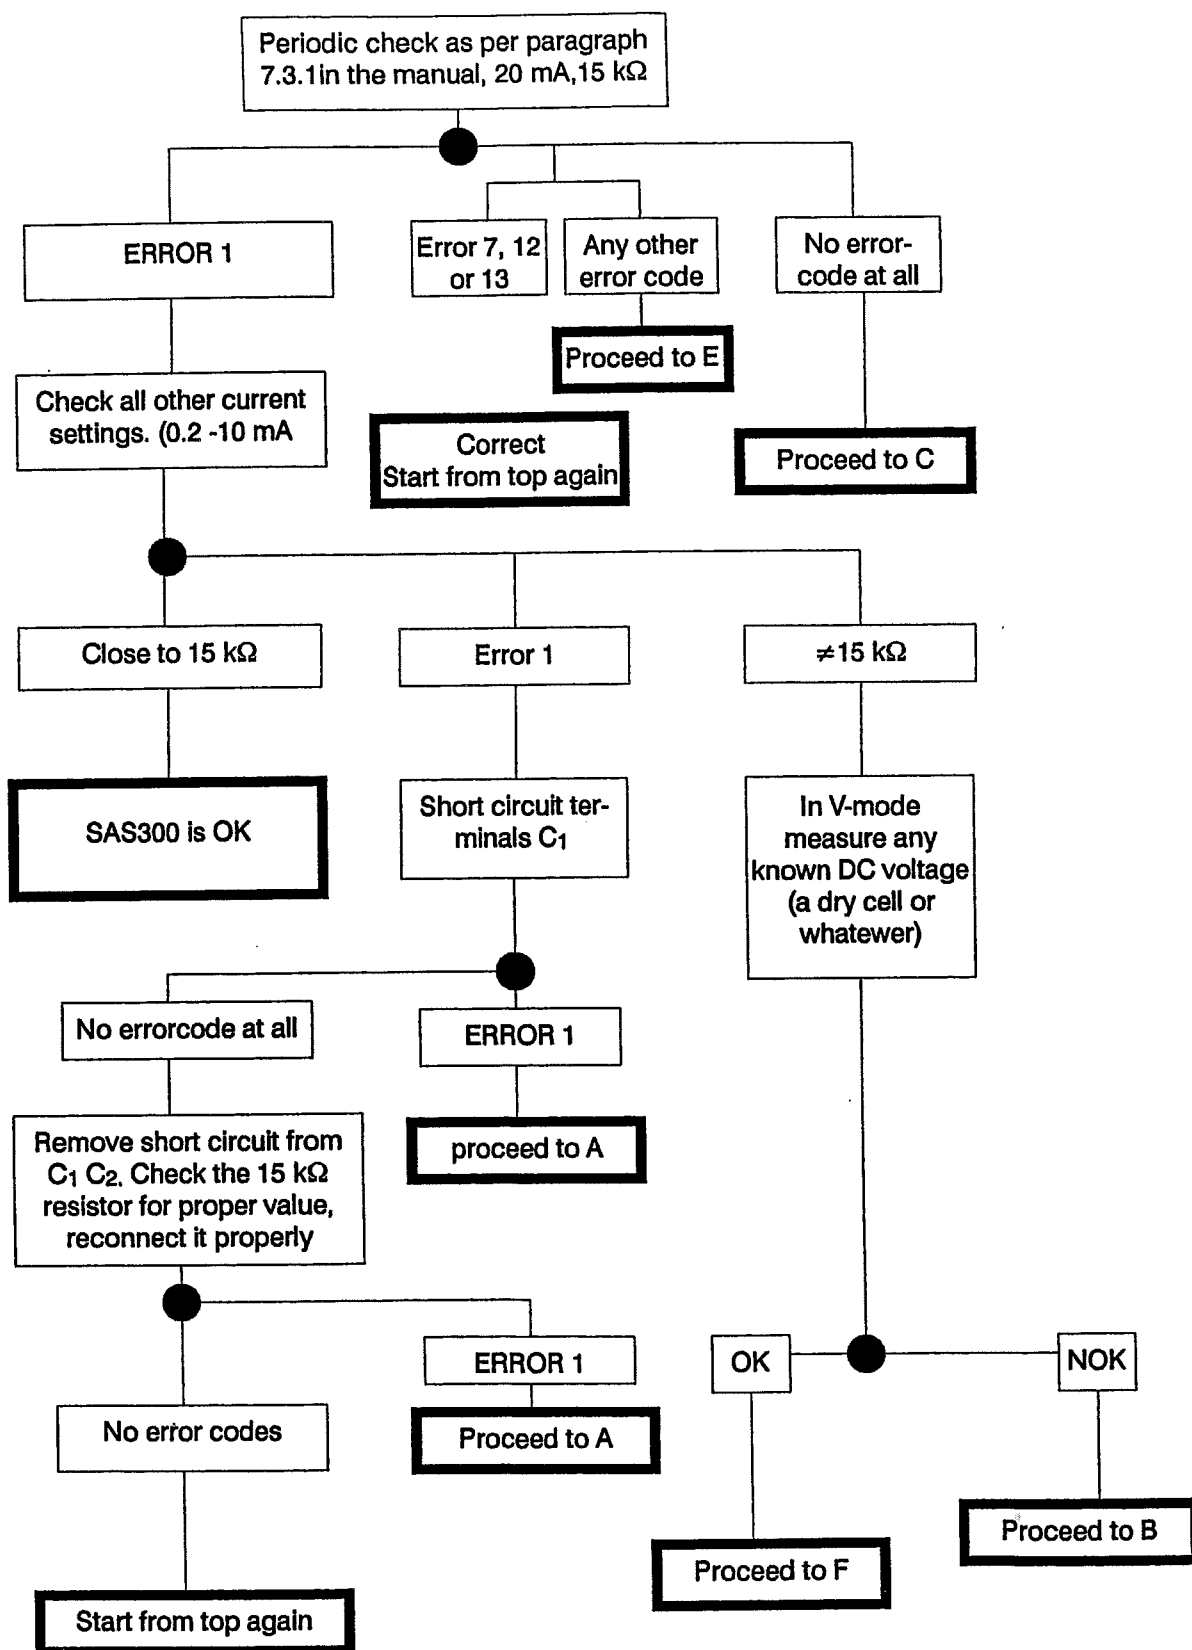 Periodic check as per paragraph
7.3.1in the manual, 20 mA,15 kΩ
ERROR 1
Error 7, 12
or 13
Any other
error code
No error-
code at all
Proceed to E
Check all other current
settings. (0.2 -10 mA
Correct
Start from top again
Proceed to C
Close to 15 kΩ
Error 1
≠15 kΩ
SAS300 is OK
Short circuit ter-
minals C1
In V-mode
measure any
known DC voltage
(a dry cell or
whatewer)
No errorcode at all
ERROR 1
proceed to A
Remove short circuit from
C1 C2. Check the 15 kΩ
resistor for proper value,
reconnect it properly
ERROR 1
OK
NOK
No error codes
Proceed to A
Proceed to F
Proceed to B
Start from top again